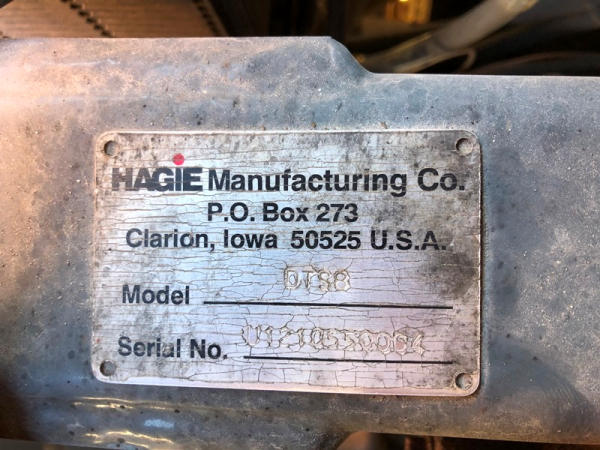 HAGIE Manufacturing Co.
P.O. Box 273
Clarion, Iowa 50525 U.S.A.
Model
Serial No.